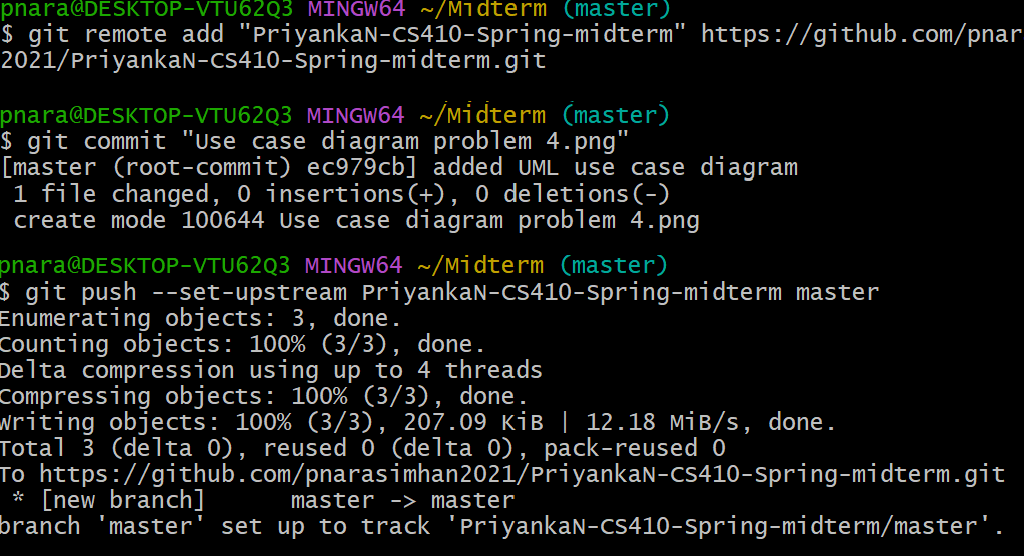 pnara@DESKTOP-VTU62Q3 MINGW64 ~/Midterm (master)
$ git remote add "PriyankaN-CS410-Spring-midterm" https://github.com/pnar
2021/PriyankaN-CS410-Spring-midterm.git
pnara@DESKTOP-VTU62Q3 MINGW64 ~/Midterm (master)
$ git commit "Use case diagram problem 4.png"
[master (root-commit) ec979cb] added UML use case diagram
1 file changed, 0 insertions(+), 0 deletions(-)
create mode 100644 Use case diagram problem 4.png
pnara@DESKTOP-VTU62Q3 MINGW64 ~/Midterm (master)
$ git push --set-upstream PriyankaN-CS410-Spring-midterm master
Enumerating objects: 3, done.
Counting objects: 100% (3/3), done.
Delta compression using up to 4 threads
Compressing objects: 100% (3/3), done.
Writing objects: 100% (3/3), 207.09 KiB | 12.18 MiB/s, done.
Total 3 (delta 0), reused 0 (delta 0), pack-reused 0
To https://github.com/pnarasimhan2021/PriyankaN-CS410-Spring-midterm.git
* [new branch] master -> master
branch 'master' set up to track 'PriyankaN-CS410-Spring-midterm/master'.